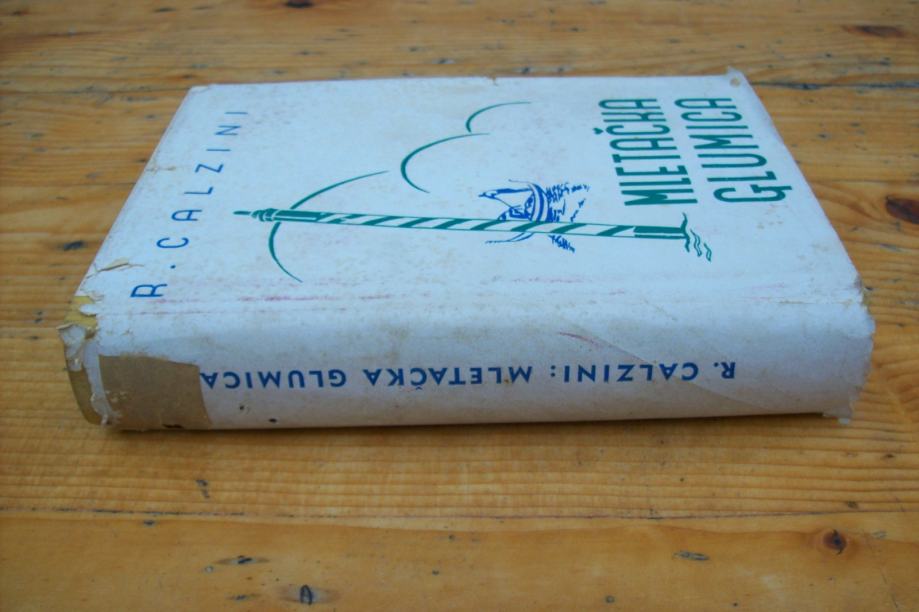 R. CALZINI
MLETAČKA
GLUMICA
R. CALZINI: MLETAČKA GLUMICA